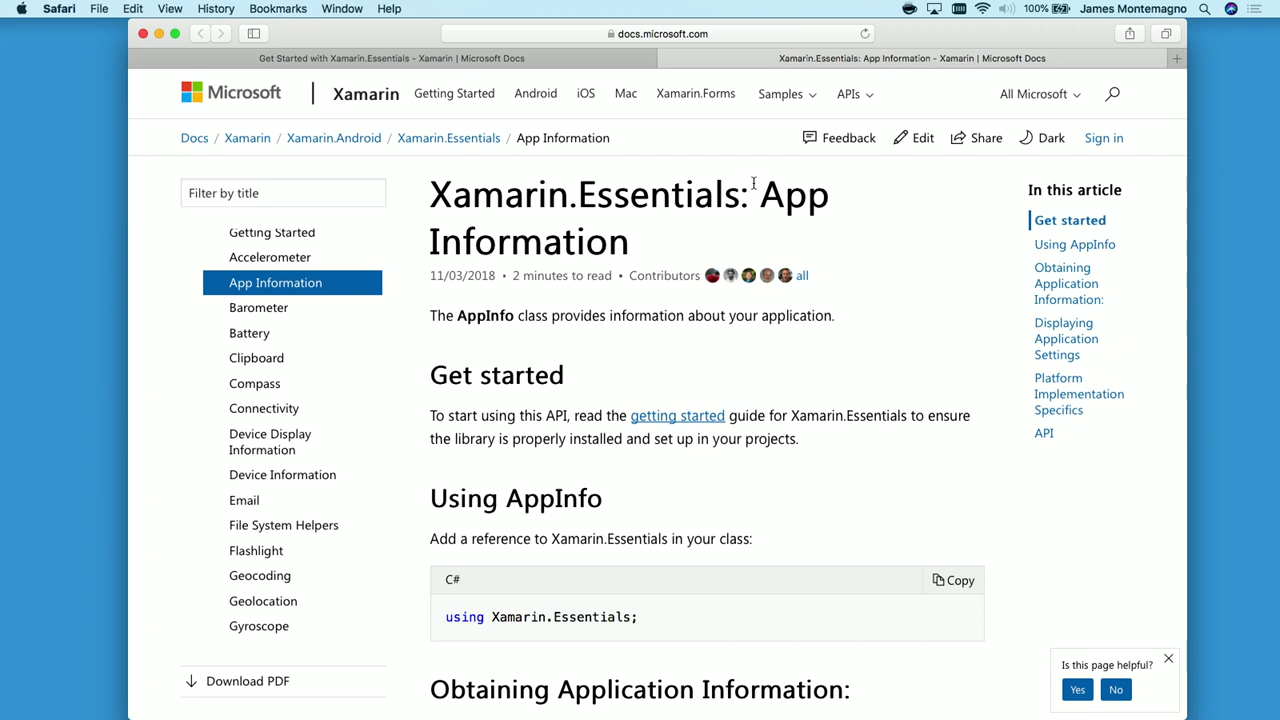 Safari File Edit View History Bookmarks Window Help 100% James Montemagno
docs.microsoft.com
Get Started with Xamarin.Essentials - Xamarin | Microsoft Docs
Xamarin.Essentials: App Information - Xamarin | Microsoft Docs
Microsoft Xamarin Getting Started Android iOS Mac Xamarin.Forms Samples APIs All Microsoft
Docs / Xamarin / Xamarin.Android / Xamarin.Essentials / App Information
Feedback Edit Share Dark Sign in
Filter by title
Getting Started
Accelerometer
App Information
Barometer
Battery
Clipboard
Compass
Connectivity
Device Display
Information
Device Information
Email
File System Helpers
Flashlight
Geocoding
Geolocation
Gyroscope
Download PDF
Xamarin.Essentials: App
Information
11/03/2018 • 2 minutes to read • Contributors all
The AppInfo class provides information about your application.
Get started
To start using this API, read the getting started guide for Xamarin.Essentials to ensure
the library is properly installed and set up in your projects.
Using AppInfo
Add a reference to Xamarin.Essentials in your class:
C# Copy
using Xamarin.Essentials;
Obtaining Application Information:
In this article
Get started
Using AppInfo
Obtaining
Application
Information:
Displaying
Application
Settings
Platform
Implementation
Specifics
API
Is this page helpful?
Yes No